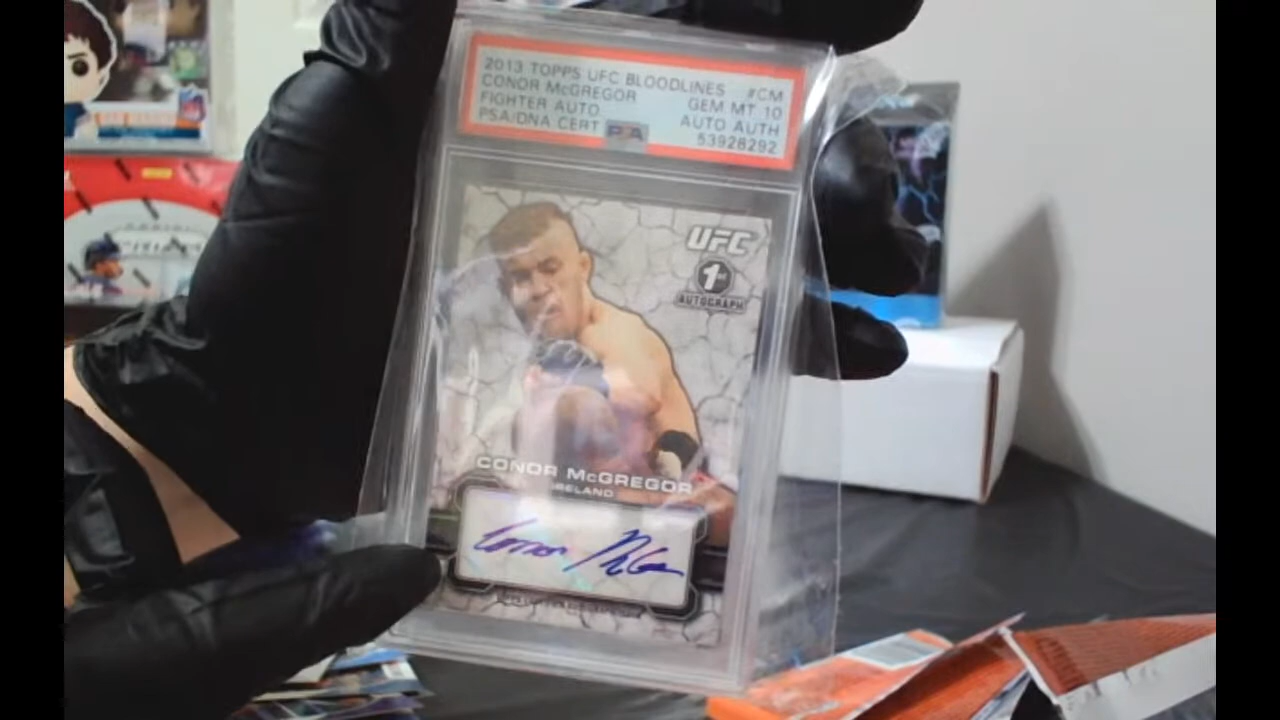 2013 TOPPS UFC BLOODLINES #CM
CONOR McGREGOR GEM MT 10
FIGHTER AUTO AUTO AUTH
PSA/DNA CERT PSA 53928292
UFC
1st
AUTOGRAPH
CONOR McGREGOR
IRELAND